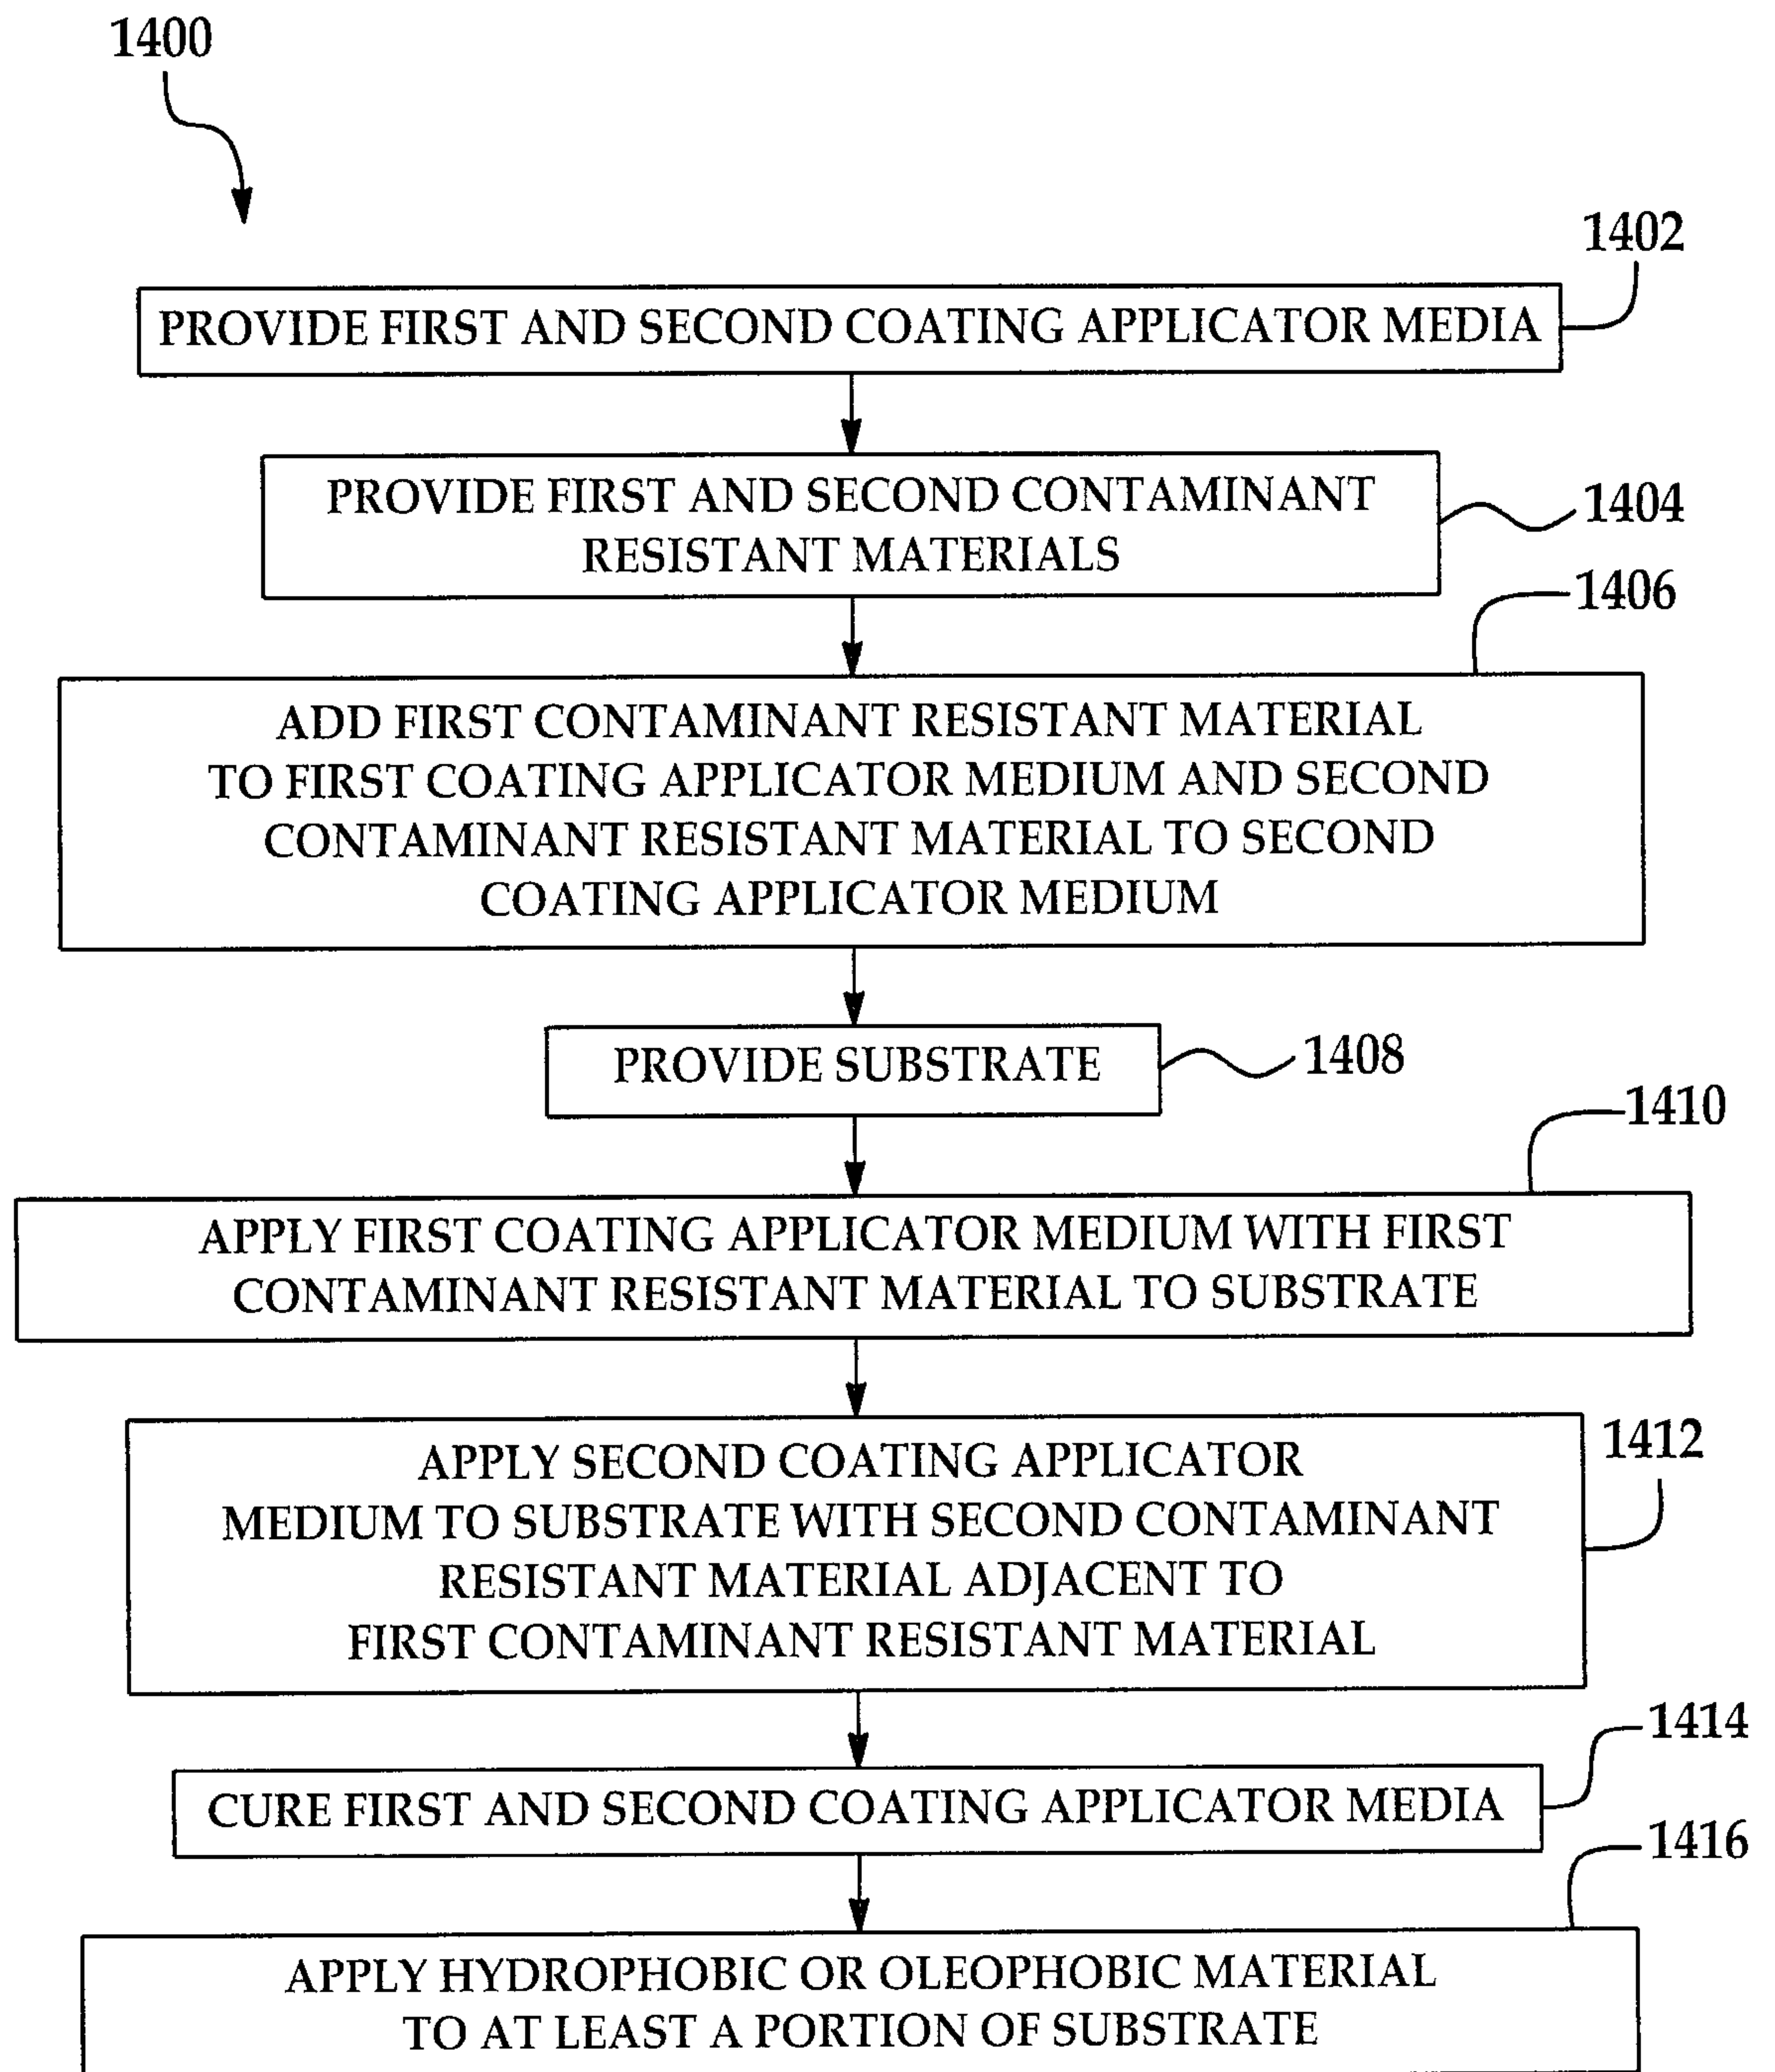 1400
1402
PROVIDE FIRST AND SECOND COATING APPLICATOR MEDIA
PROVIDE FIRST AND SECOND CONTAMINANT
RESISTANT MATERIALS
1404
1406
ADD FIRST CONTAMINANT RESISTANT MATERIAL
TO FIRST COATING APPLICATOR MEDIUM AND SECOND
CONTAMINANT RESISTANT MATERIAL TO SECOND
COATING APPLICATOR MEDIUM
PROVIDE SUBSTRATE
1408
1410
APPLY FIRST COATING APPLICATOR MEDIUM WITH FIRST
CONTAMINANT RESISTANT MATERIAL TO SUBSTRATE
1412
APPLY SECOND COATING APPLICATOR
MEDIUM TO SUBSTRATE WITH SECOND CONTAMINANT
RESISTANT MATERIAL ADJACENT TO
FIRST CONTAMINANT RESISTANT MATERIAL
1414
CURE FIRST AND SECOND COATING APPLICATOR MEDIA
1416
APPLY HYDROPHOBIC OR OLEOPHOBIC MATERIAL
TO AT LEAST A PORTION OF SUBSTRATE